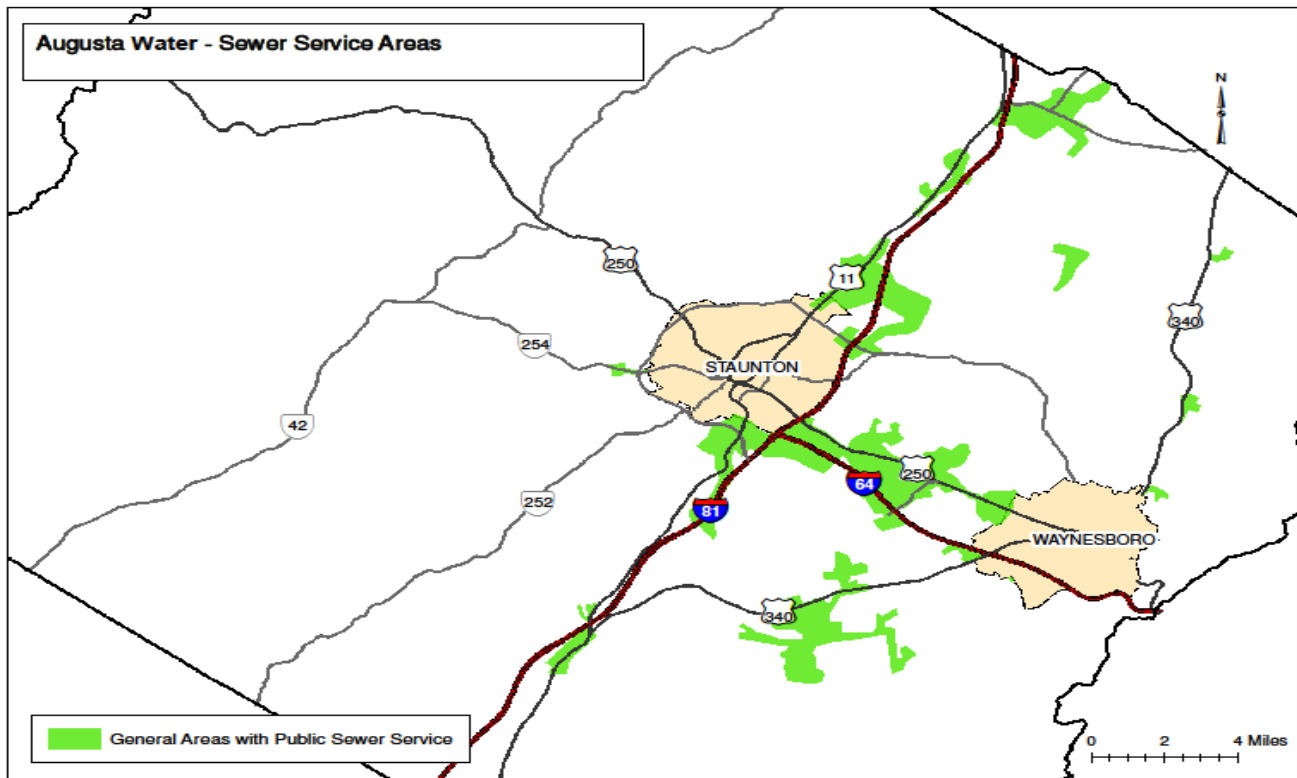 Augusta Water - Sewer Service Areas
N
250
11
340
254
STAUNTON
42
250
64
252
81
WAYNESBORO
340
General Areas with Public Sewer Service
0 2 4 Miles